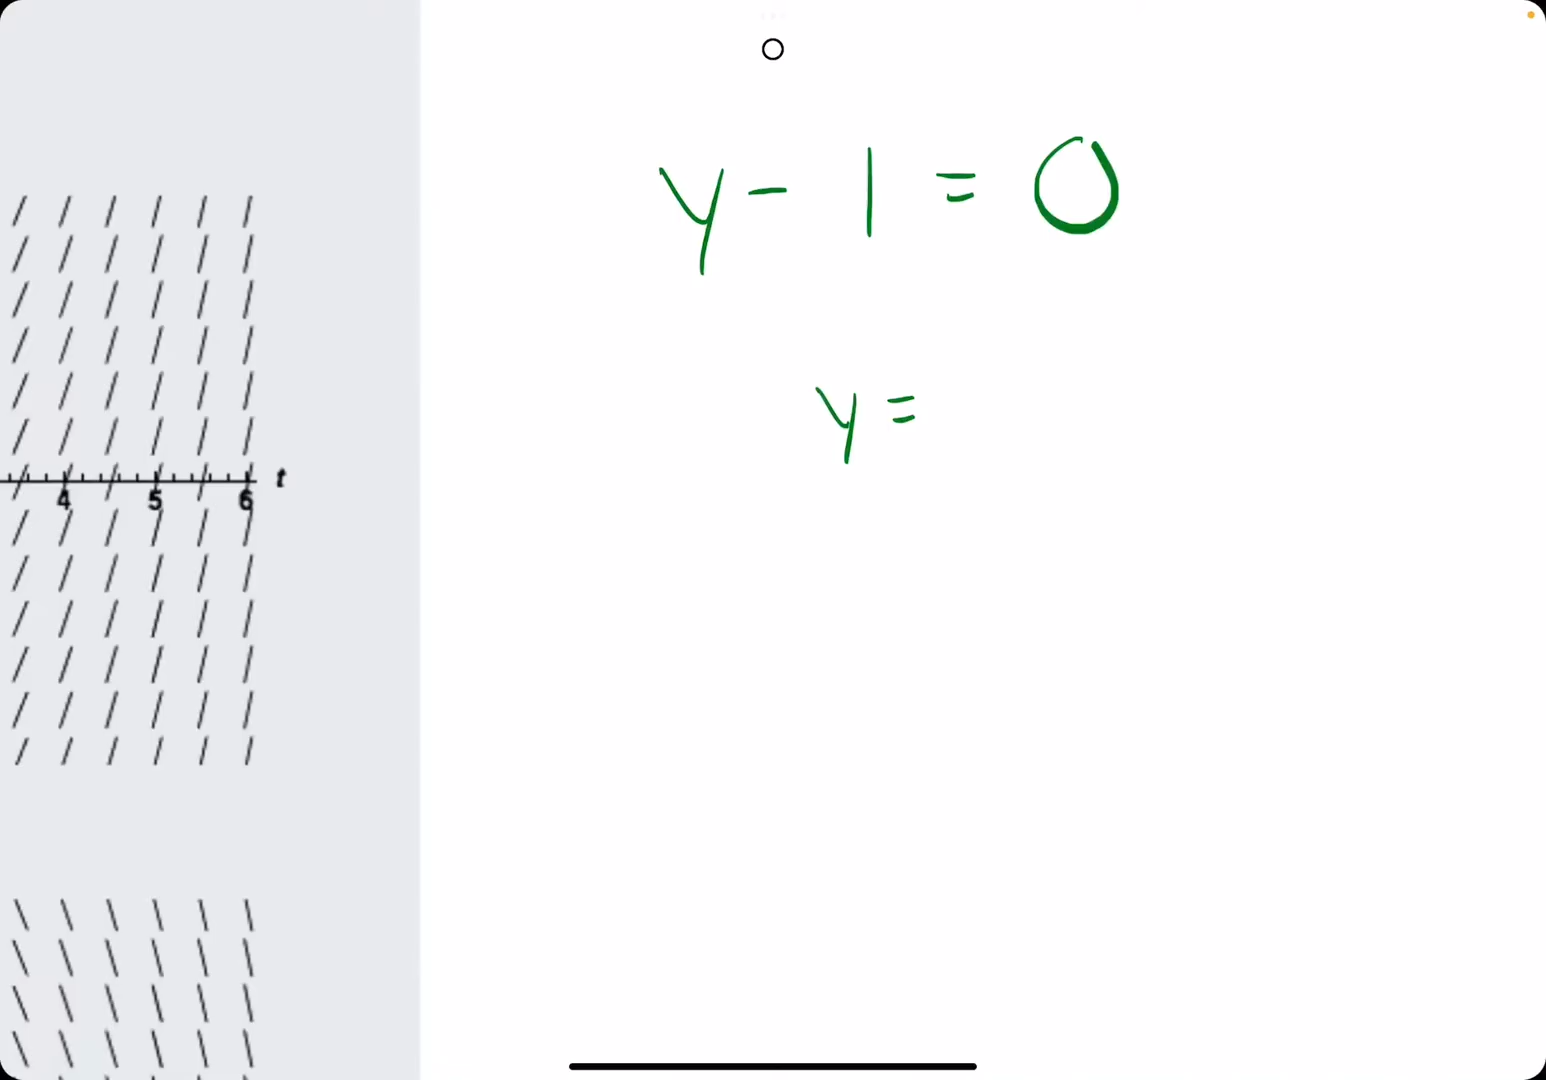 y - 1 = 0
y =
4 5 6 t